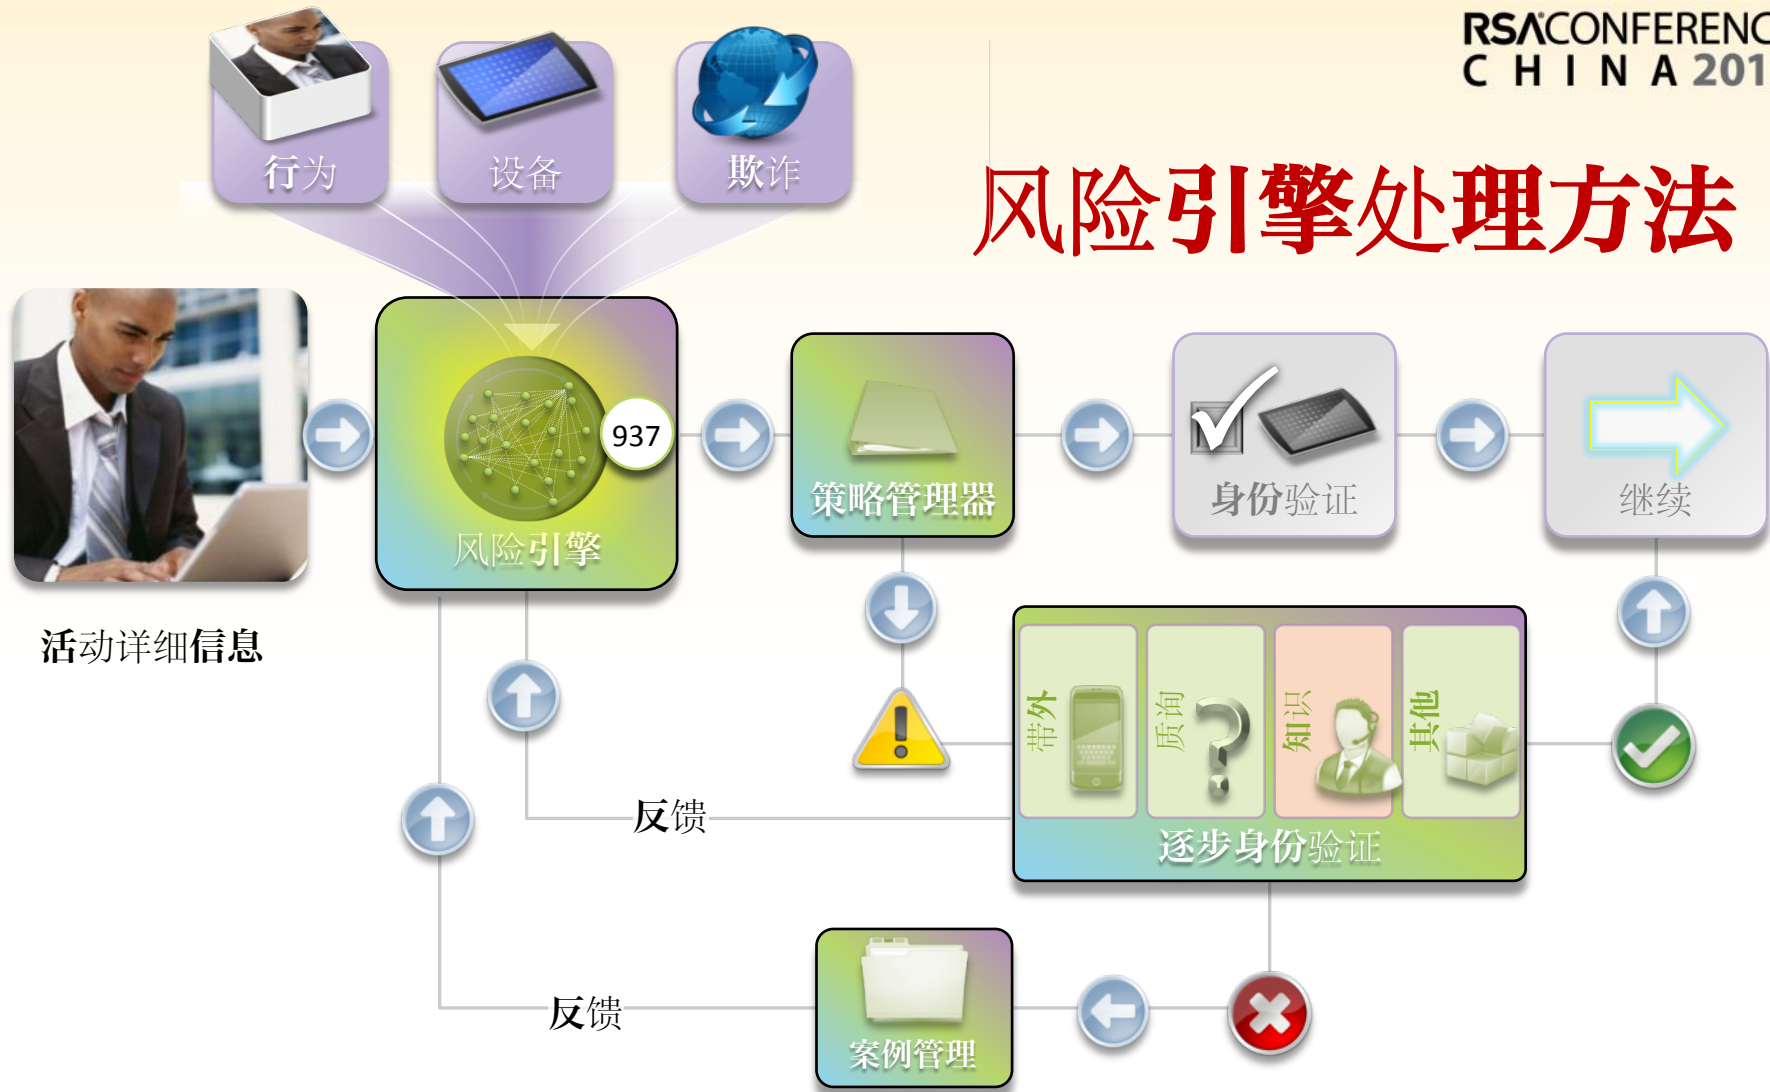 RSACONFERENC
CHINA 201
行为
设备
欺诈
风险引擎处理方法
937
风险引擎
策略管理器
身份验证
继续
活动详细信息
带外
质询
知识
其他
逐步身份验证
反馈
反馈
案例管理